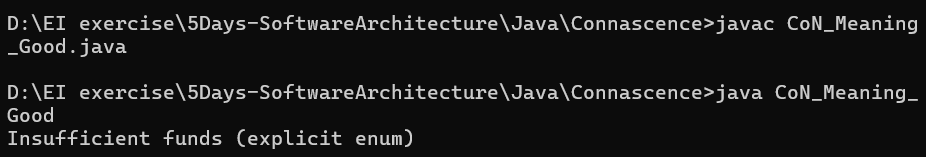 D:\EI exercise\5Days-SoftwareArchitecture\Java\Connascence>javac CoN_Meaning
_Good.java
D:\EI exercise\5Days-SoftwareArchitecture\Java\Connascence>java CoN_Meaning_
Good
Insufficient funds (explicit enum)